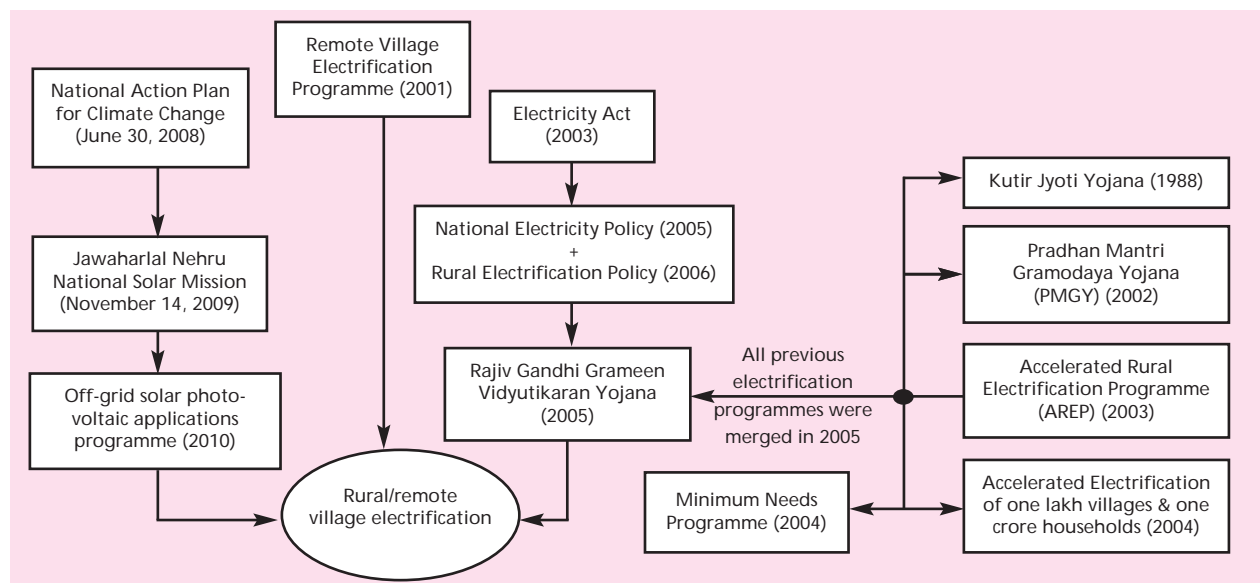 National Action Plan
for Climate Change
(June 30, 2008)
Jawaharlal Nehru
National Solar Mission
(November 14, 2009)
Off-grid solar photo-
voltaic applications
programme (2010)
Remote Village
Electrification
Programme (2001)
Rural/remote
village electrification
Electricity Act
(2003)
National Electricity Policy (2005)
+
Rural Electrification Policy (2006)
Rajiv Gandhi Grameen
Vidyutikaran Yojana
(2005)
All previous
electrification
programmes were
merged in 2005
Minimum Needs
Programme (2004)
Kutir Jyoti Yojana (1988)
Pradhan Mantri
Gramodaya Yojana
(PMGY) (2002)
Accelerated Rural
Electrification Programme
(AREP) (2003)
Accelerated Electrification
of one lakh villages & one
crore households (2004)